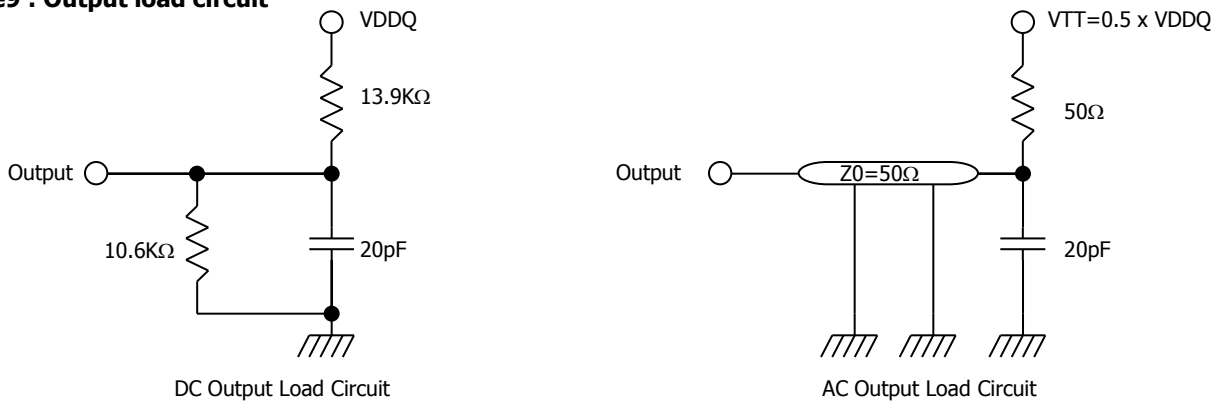 : Output load circuit
VDDQ
13.9KΩ
Output
10.6KΩ
20pF
DC Output Load Circuit
VTT=0.5 x VDDQ
50Ω
Output
Z0=50Ω
20pF
AC Output Load Circuit